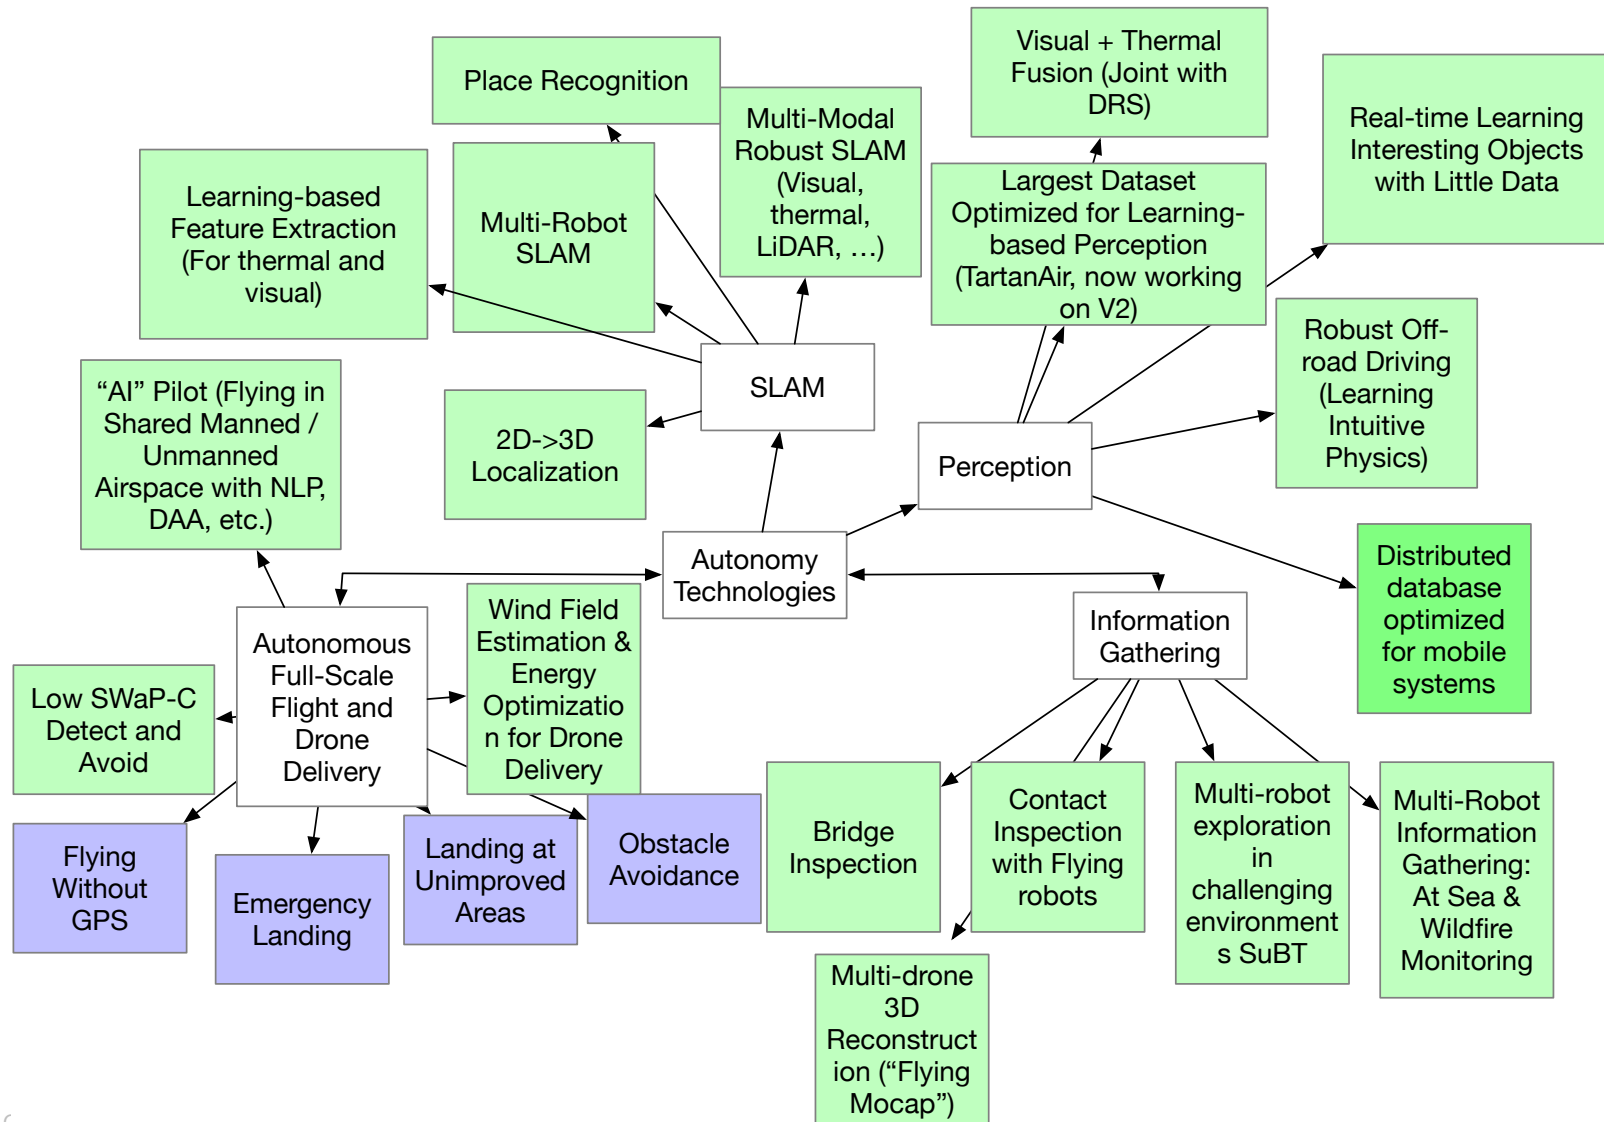 Place Recognition
Visual + Thermal
Fusion (Joint with
DRS)
Real-time Learning
Interesting Objects
with Little Data
Multi-Modal
Robust SLAM
(Visual,
thermal,
LiDAR, …)
Learning-based
Feature Extraction
(For thermal and
visual)
Multi-Robot
SLAM
Largest Dataset
Optimized for Learning-
based Perception
(TartanAir, now working
on V2)
Robust Off-
road Driving
(Learning
Intuitive
Physics)
“AI” Pilot (Flying in
Shared Manned /
Unmanned
Airspace with NLP,
DAA, etc.)
SLAM
2D->3D
Localization
Perception
Autonomy
Technologies
Distributed
database
optimized
for mobile
systems
Autonomous
Full-Scale
Flight and
Drone
Delivery
Wind Field
Estimation &
Energy
Optimizatio
n for Drone
Delivery
Information
Gathering
Low SWaP-C
Detect and
Avoid
Flying
Without
GPS
Emergency
Landing
Landing at
Unimproved
Areas
Obstacle
Avoidance
Bridge
Inspection
Contact
Inspection
with Flying
robots
Multi-robot
exploration
in
challenging
environment
s SuBT
Multi-Robot
Information
Gathering:
At Sea &
Wildfire
Monitoring
Multi-drone
3D
Reconstruct
ion (“Flying
Mocap”)